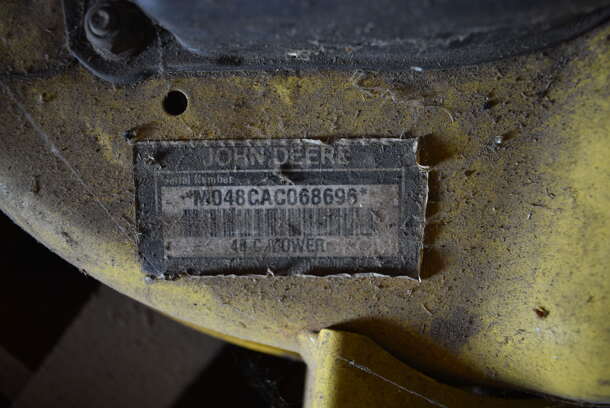 JOHN DEERE
Serial Number
*M048CAC068696*
48 C MOWER